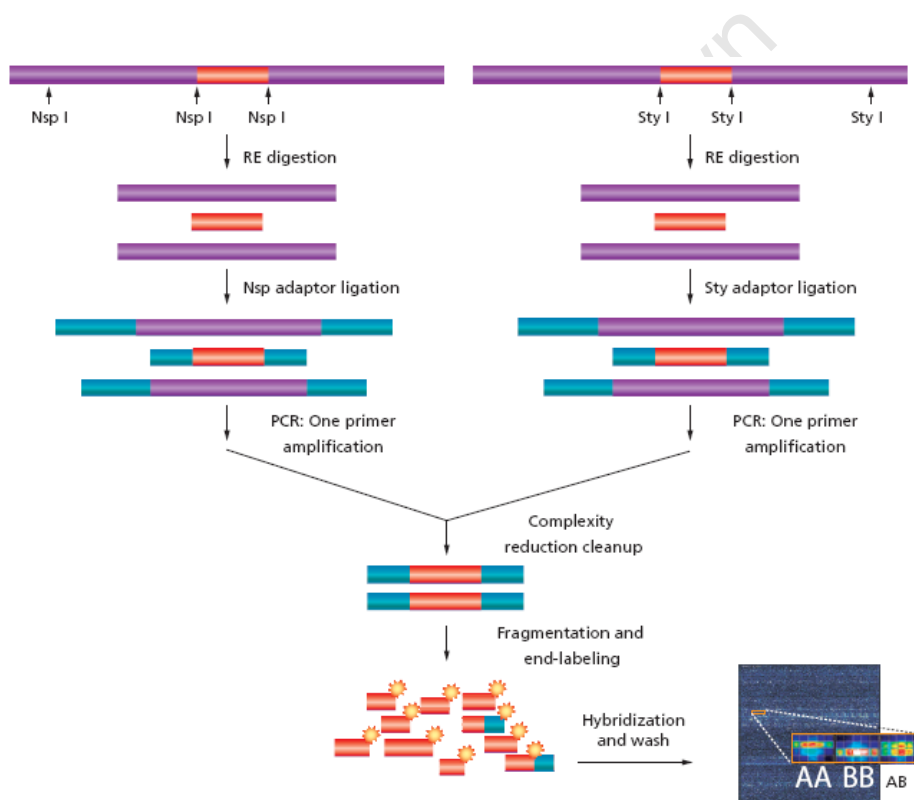 Nsp I Nsp I Nsp I
Sty I Sty I Sty I
RE digestion
RE digestion
Nsp adaptor ligation
Sty adaptor ligation
PCR: One primer
amplification
PCR: One primer
amplification
Complexity
reduction cleanup
Fragmentation and
end-labeling
Hybridization
and wash
AA BB AB